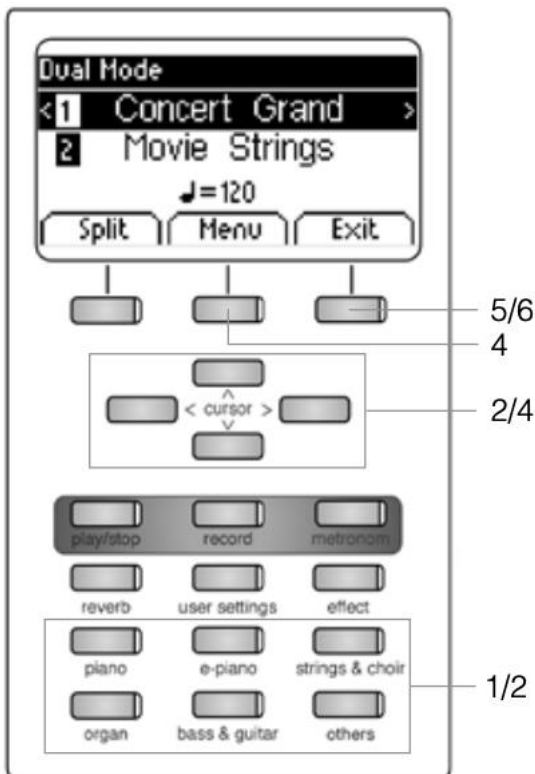 Dual Mode
<1 Concert Grand >
2 Movie Strings
♩=120
Split Menu Exit
5/6
4
< cursor >
2/4
play/stop record metronom
reverb user settings effect
piano e-piano strings & choir
1/2
organ bass & guitar others